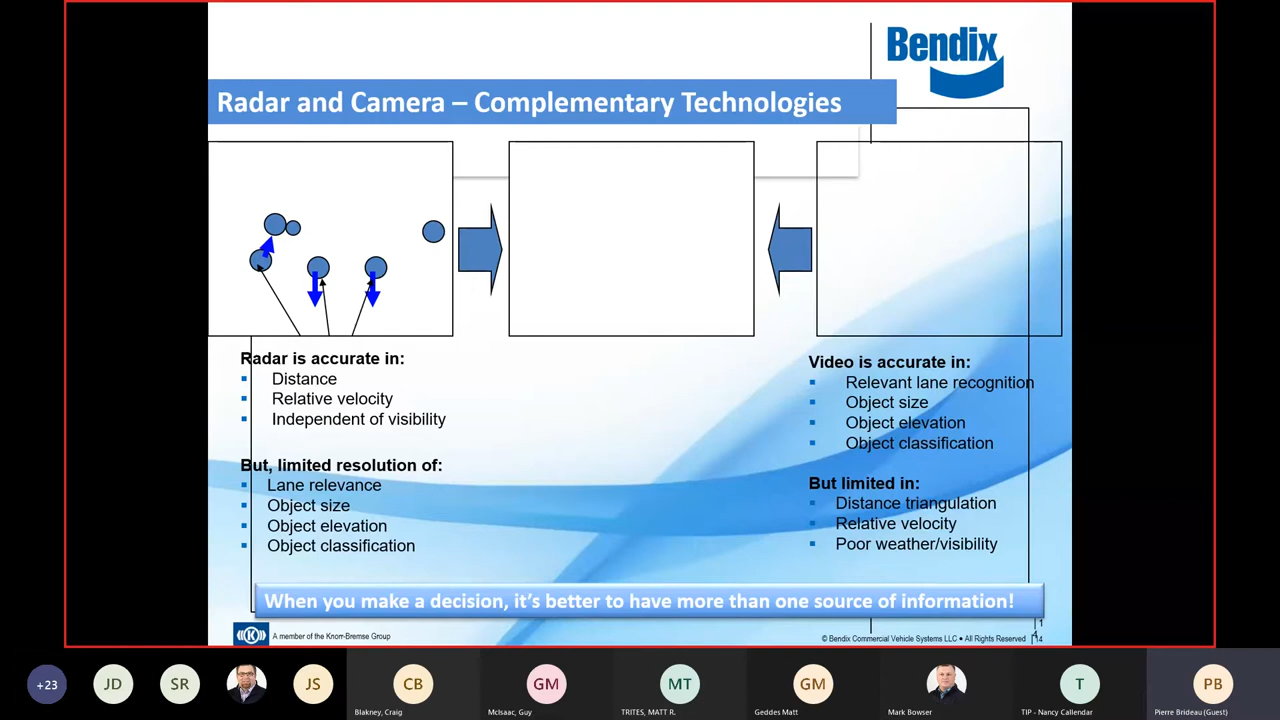 Bendix
Radar and Camera – Complementary Technologies
Radar is accurate in:
Distance
Relative velocity
Independent of visibility
But, limited resolution of:
Lane relevance
Object size
Object elevation
Object classification
Video is accurate in:
Relevant lane recognition
Object size
Object elevation
Object classification
But limited in:
Distance triangulation
Relative velocity
Poor weather/visibility
When you make a decision, it's better to have more than one source of information!
A member of the Knorr-Bremse Group
© Bendix Commercial Vehicle Systems LLC ● All Rights Reserved
14
+23
JD
SR
JS
CB
GM
MT
GM
T
PB
Blakney, Craig
McIsaac, Guy
TRITES, MATT R.
Geddes Matt
Mark Bowser
TIP - Nancy Callendar
Pierre Brideau (Guest)